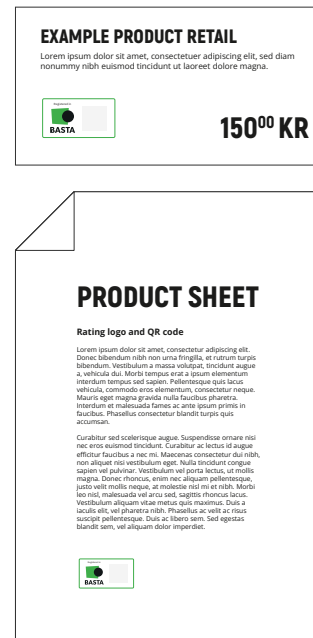 EXAMPLE PRODUCT RETAIL
Lorem ipsum dolor sit amet, consectetuer adipiscing elit, sed diam
nonummy nibh euismod tincidunt ut laoreet dolore magna.
BASTA
150⁰⁰ KR
PRODUCT SHEET
Rating logo and QR code
Lorem ipsum dolor sit amet, consectetur adipiscing elit.
Donec bibendum nibh non urna fringilla, et rutrum turpis
bibendum. Vestibulum a massa volutpat, tincidunt augue
a, vehicula dui. Morbi tempus erat a ipsum elementum
interdum tempus sed sapien. Pellentesque quis lacus
vehicula, commodo eros elementum, consectetur neque.
Mauris eget magna gravida nulla faucibus pharetra.
Interdum et malesuada fames ac ante ipsum primis in
faucibus. Phasellus consectetur blandit turpis quis
accumsan.
Curabitur sed scelerisque augue. Suspendisse ornare nisi
nec eros euismod tincidunt. Curabitur ac lectus id augue
efficitur faucibus a nec mi. Maecenas consectetur dui nibh,
non aliquet nisi vestibulum eget. Nulla tincidunt congue
sapien vel pulvinar. Vestibulum vel porta lectus, ut mollis
magna. Donec rhoncus, enim nec aliquam pellentesque,
justo velit mollis neque, at molestie nisl mi et nibh. Morbi
leo nisl, malesuada vel arcu sed, sagittis rhoncus lacus.
Vestibulum aliquam vitae metus quis maximus. Duis a
iaculis elit, vel pharetra nibh. Phasellus ac velit ac risus
suscipit pellentesque. Duis ac libero sem. Sed egestas
blandit sem, vel aliquam dolor imperdiet.
BASTA